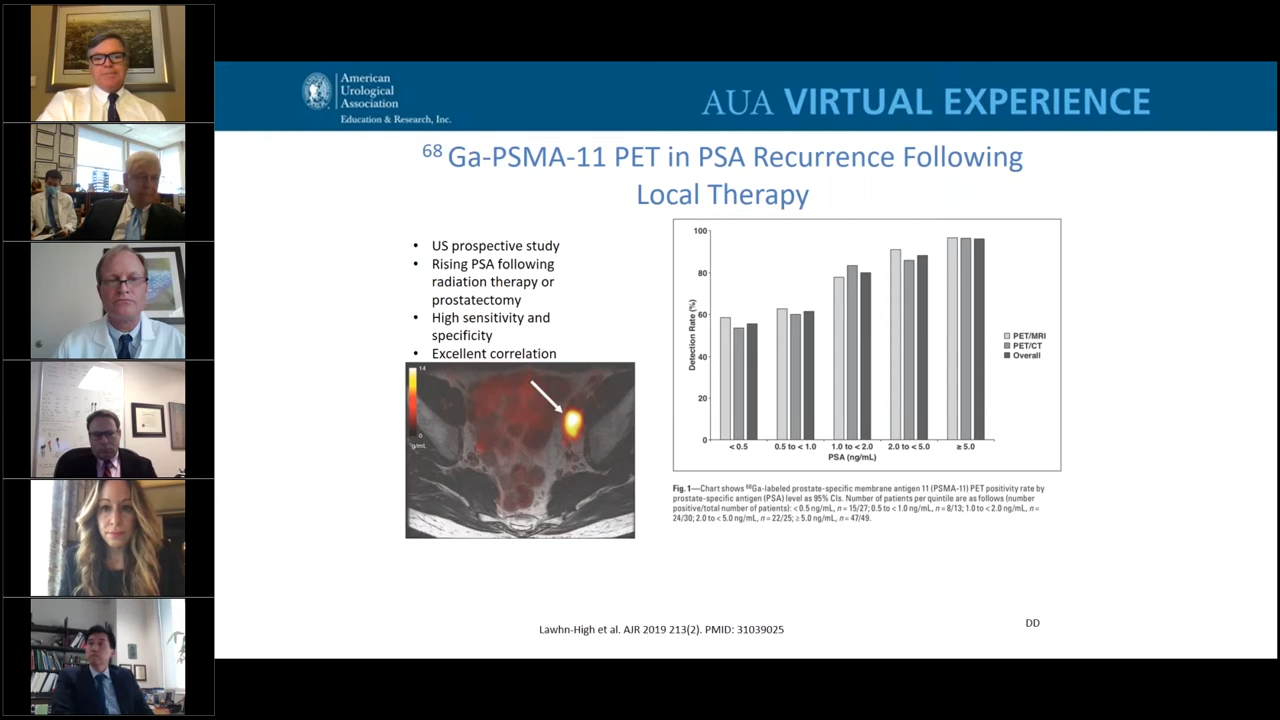 American
Urological
Association
Education & Research, Inc.
AUA VIRTUAL EXPERIENCE
68 Ga-PSMA-11 PET in PSA Recurrence Following
Local Therapy
• US prospective study
• Rising PSA following
radiation therapy or
prostatectomy
• High sensitivity and
specificity
• Excellent correlation
14
0
g/mL
100
80
60
40
20
0
Detection Rate (%)
< 0.5
0.5 to < 1.0
1.0 to < 2.0
2.0 to < 5.0
≥ 5.0
PSA (ng/mL)
PET/MRI
PET/CT
Overall
Fig. 1—Chart shows 68Ga-labeled prostate-specific membrane antigen 11 (PSMA-11) PET positivity rate by
prostate-specific antigen (PSA) level as 95% CIs. Number of patients per quintile are as follows (number
positive/total number of patients): < 0.5 ng/mL, n = 15/27; 0.5 to < 1.0 ng/mL, n = 8/13; 1.0 to < 2.0 ng/mL, n =
24/30; 2.0 to < 5.0 ng/mL, n = 22/25; ≥ 5.0 ng/mL, n = 47/49.
Lawhn-High et al. AJR 2019 213(2). PMID: 31039025
DD